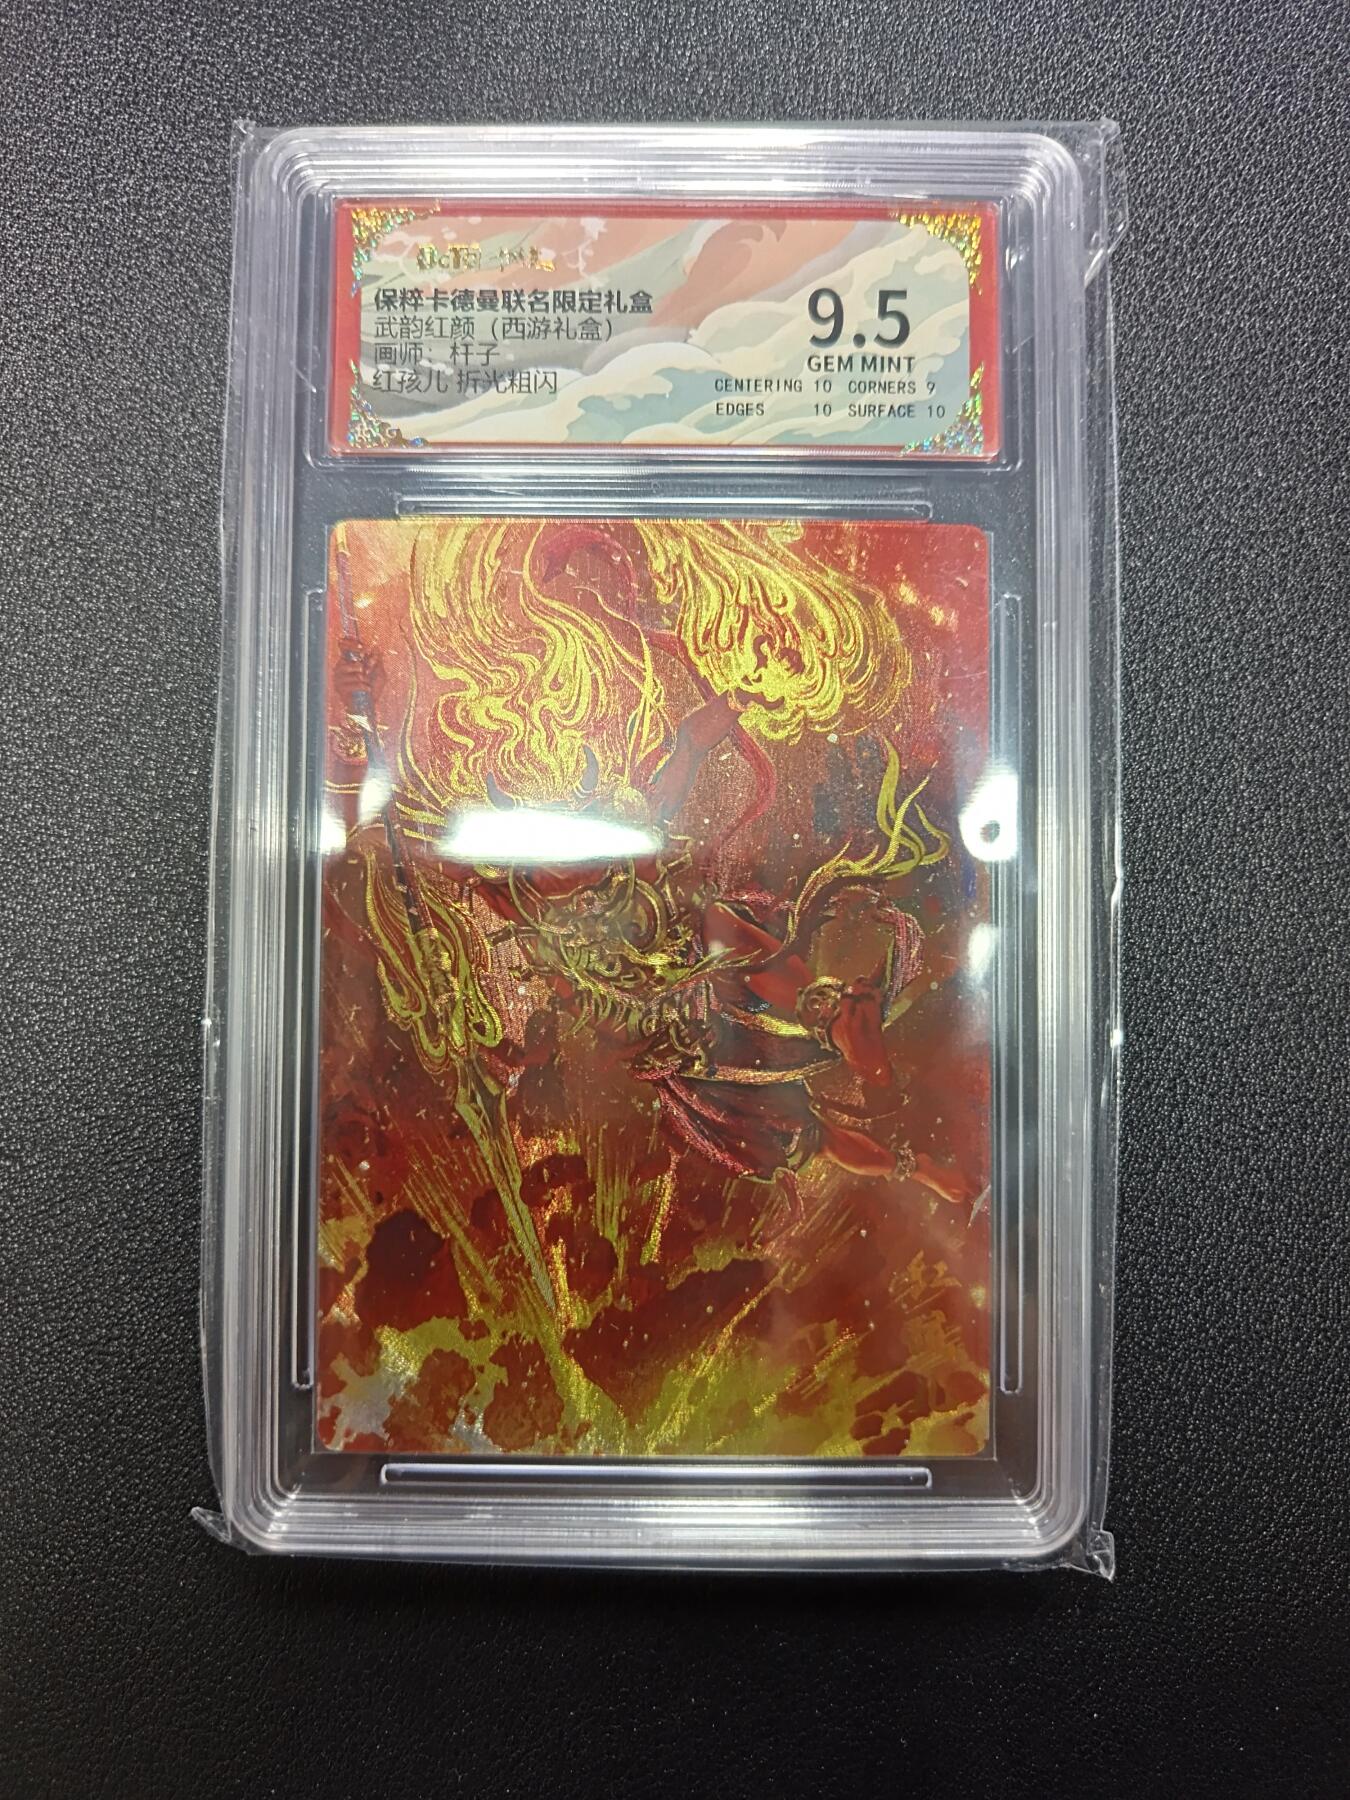 保粹卡德曼联名限定礼盒
武韵红颜（西游礼盒）
画师：杆子
红孩儿 折光粗闪
9.5
GEM MINT
CENTERING 10 CORNERS 9
EDGES 10 SURFACE 10